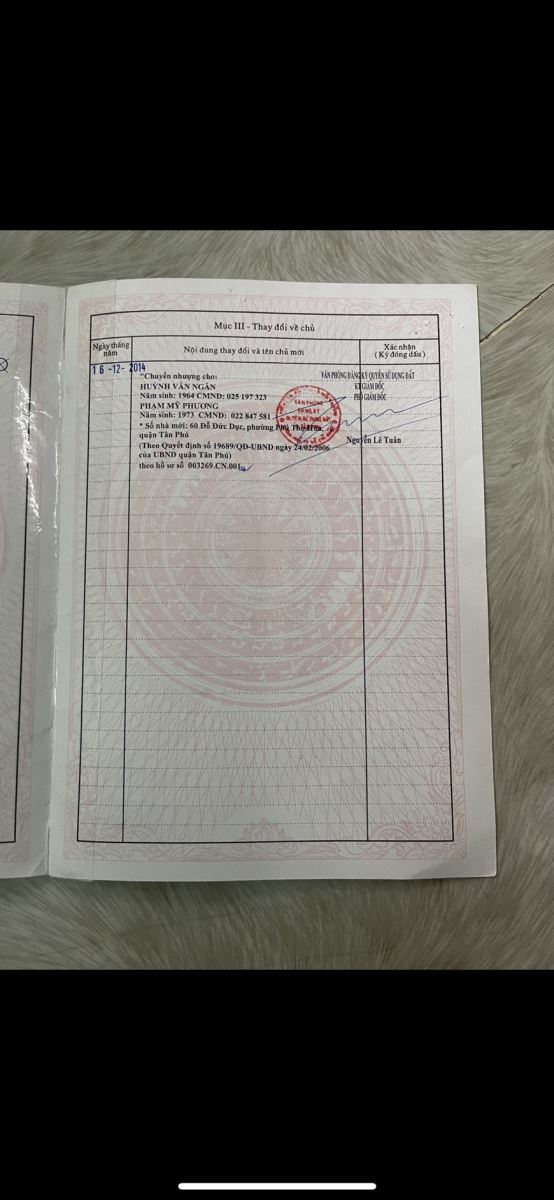 Mục III - Thay đổi về chủ
Ngày tháng năm
Nội dung thay đổi và tên chủ mới
Xác nhận
( Ký đóng dấu )
16 -12- 2014
*Chuyển nhượng cho:
HUỲNH VĂN NGÂN
Năm sinh: 1964 CMND: 025 197 323
PHẠM MỸ PHƯƠNG
Năm sinh: 1973 CMND: 022 847 581
* Số nhà mới: 60 Đỗ Đức Dục, phường Phú Thọ Hòa,
quận Tân Phú
(Theo Quyết định số 19689/QĐ-UBND ngày 24/02/2006
của UBND quận Tân Phú)
theo hồ sơ số 003269.CN.001
VĂN PHÒNG ĐĂNG KÝ QUYỀN SỬ DỤNG ĐẤT
KT GIÁM ĐỐC
PHÓ GIÁM ĐỐC
VĂN PHÒNG
ĐĂNG KÝ
Nguyễn Lê Tuân